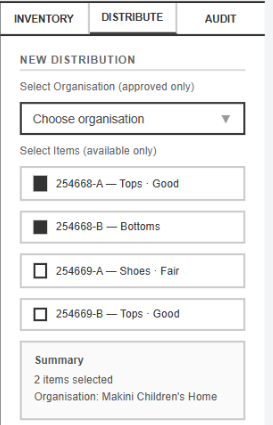 INVENTORY DISTRIBUTE AUDIT
NEW DISTRIBUTION
Select Organisation (approved only)
Choose organisation
Select Items (available only)
254668-A — Tops · Good
254668-B — Bottoms
254669-A — Shoes · Fair
254669-B — Tops · Good
Summary
2 items selected
Organisation: Makini Children's Home